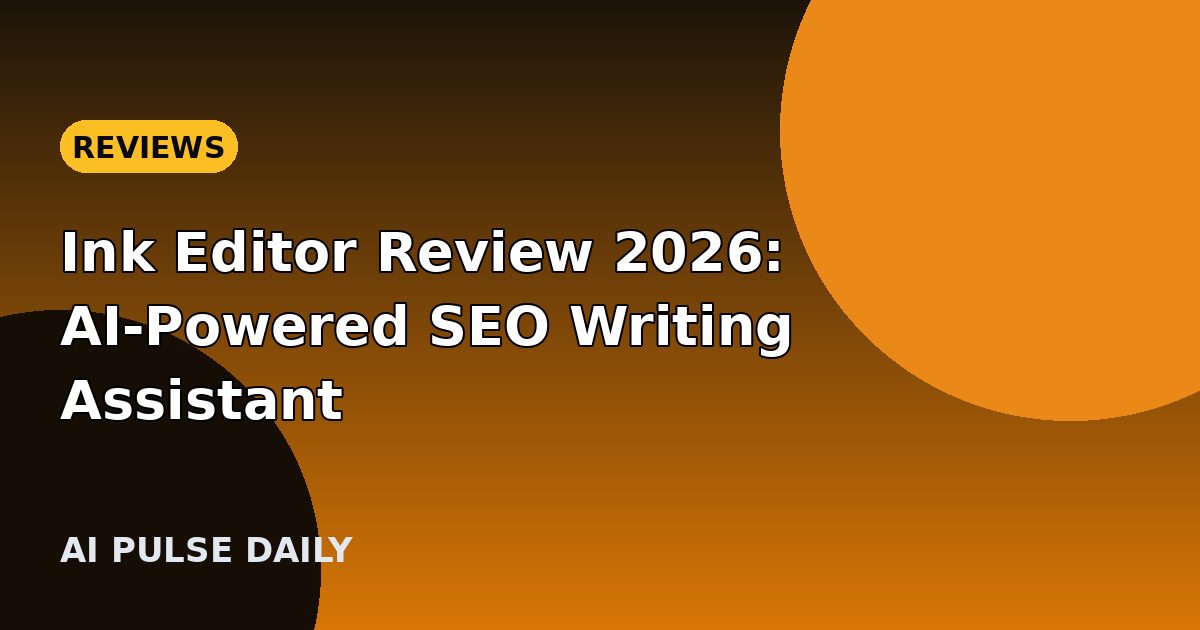 REVIEWS
Ink Editor Review 2026:
AI-Powered SEO Writing
Assistant
AI PULSE DAILY